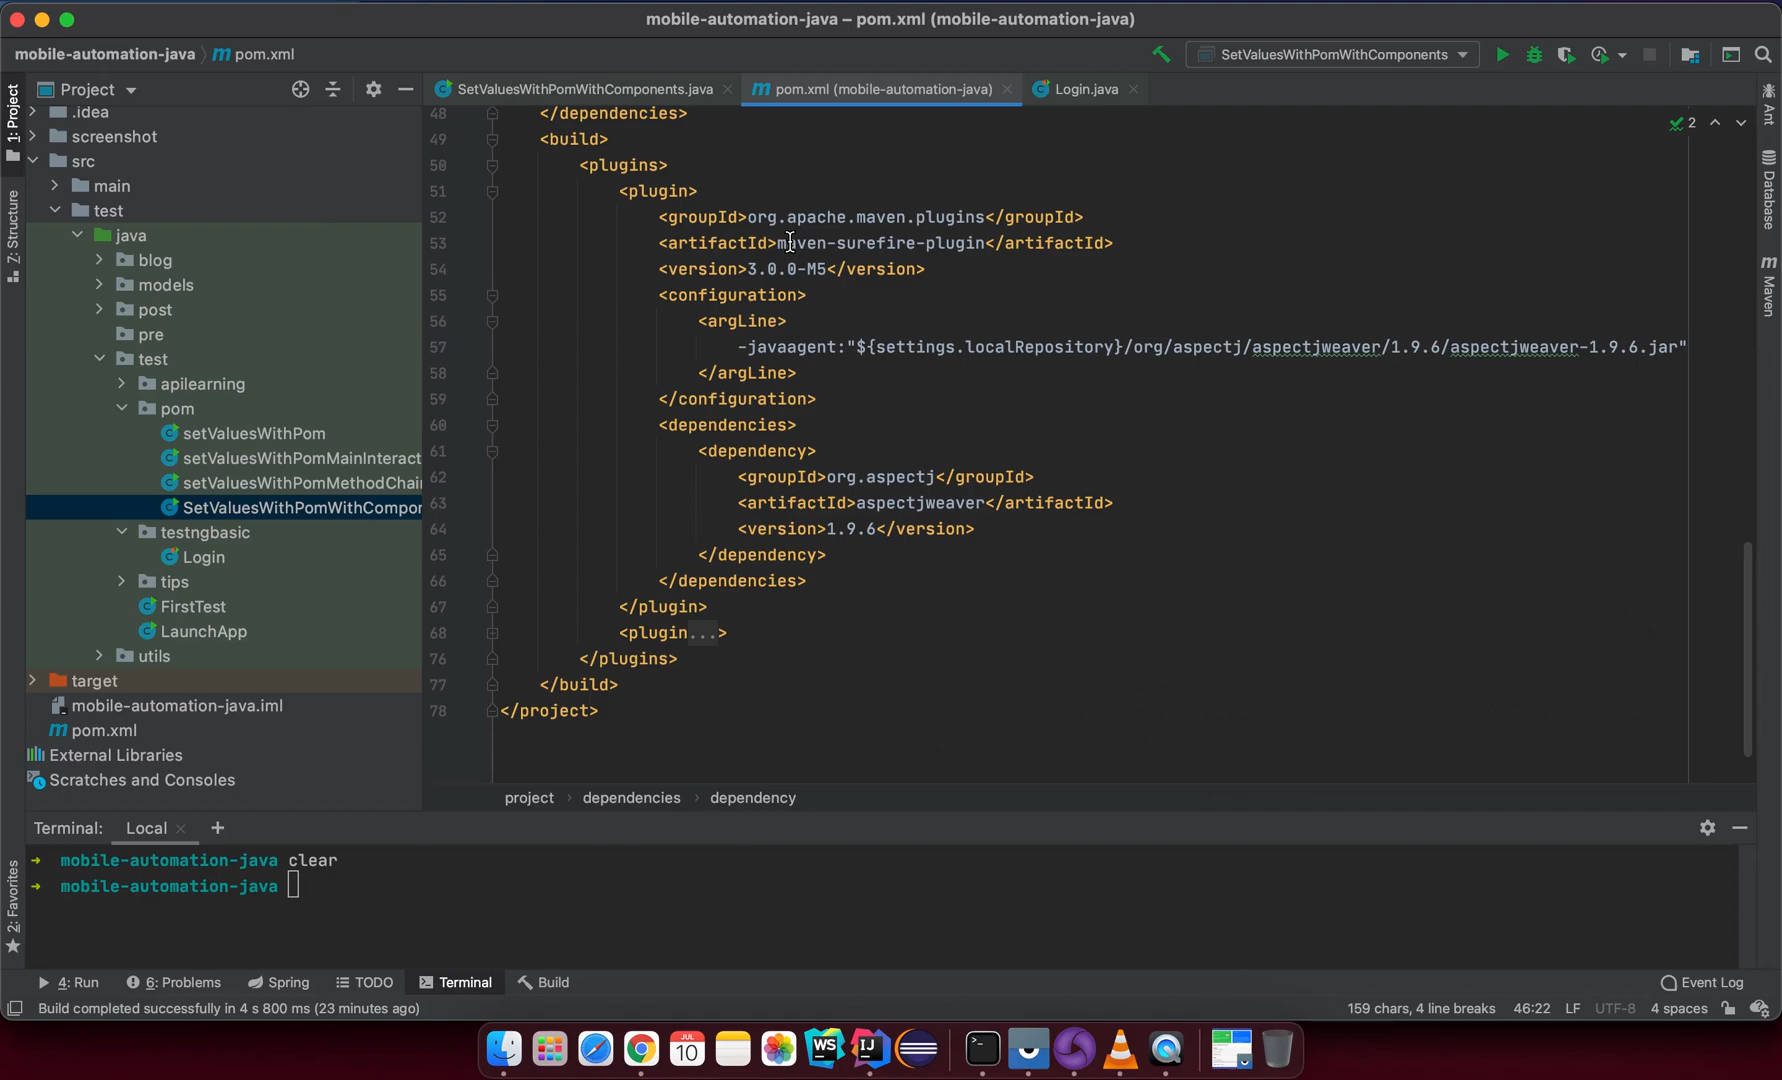 mobile-automation-java – pom.xml (mobile-automation-java)
mobile-automation-java
pom.xml
SetValuesWithPomWithComponents
Project
SetValuesWithPomWithComponents.java
pom.xml (mobile-automation-java)
Login.java
1: Project
Z: Structure
2: Favorites
Ant
Database
Maven
.idea
screenshot
src
main
test
java
blog
models
post
pre
test
apilearning
pom
setValuesWithPom
setValuesWithPomMainInteract
setValuesWithPomMethodChai
SetValuesWithPomWithCompor
testngbasic
Login
tips
FirstTest
LaunchApp
utils
target
mobile-automation-java.iml
pom.xml
External Libraries
Scratches and Consoles
2
48 </dependencies>
49 <build>
50 <plugins>
51 <plugin>
52 <groupId>org.apache.maven.plugins</groupId>
53 <artifactId>maven-surefire-plugin</artifactId>
54 <version>3.0.0-M5</version>
55 <configuration>
56 <argLine>
57 -javaagent:"${settings.localRepository}/org/aspectj/aspectjweaver/1.9.6/aspectjweaver-1.9.6.jar"
58 </argLine>
59 </configuration>
60 <dependencies>
61 <dependency>
62 <groupId>org.aspectj</groupId>
63 <artifactId>aspectjweaver</artifactId>
64 <version>1.9.6</version>
65 </dependency>
66 </dependencies>
67 </plugin>
68 <plugin...>
76 </plugins>
77 </build>
78 </project>
project
dependencies
dependency
Terminal:
Local
+
mobile-automation-java clear
mobile-automation-java
4: Run
6: Problems
Spring
TODO
Terminal
Build
Event Log
Build completed successfully in 4 s 800 ms (23 minutes ago)
159 chars, 4 line breaks
46:22
LF
UTF-8
4 spaces
JUL
10
WS
IJ